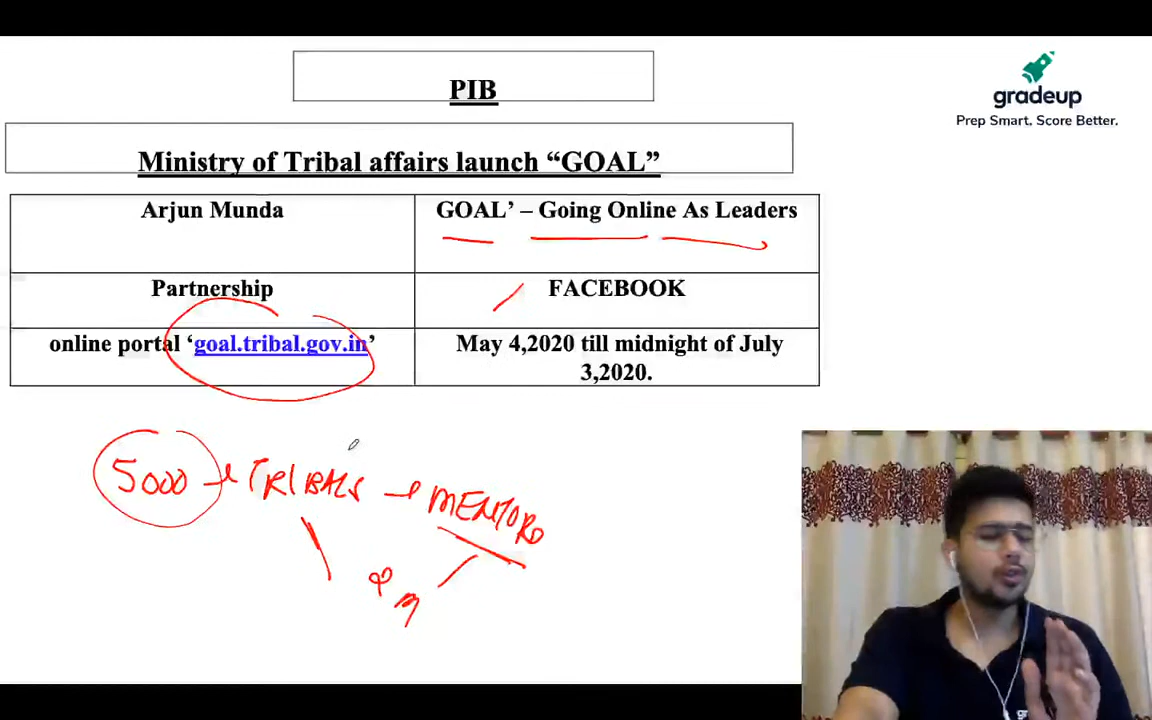 PIB
gradeup
Prep Smart. Score Better.
Ministry of Tribal affairs launch “GOAL”
Arjun Munda
GOAL’ – Going Online As Leaders
Partnership
FACEBOOK
online portal ‘goal.tribal.gov.in’
May 4,2020 till midnight of July
3,2020.
5000 TRIBALS MENTORS